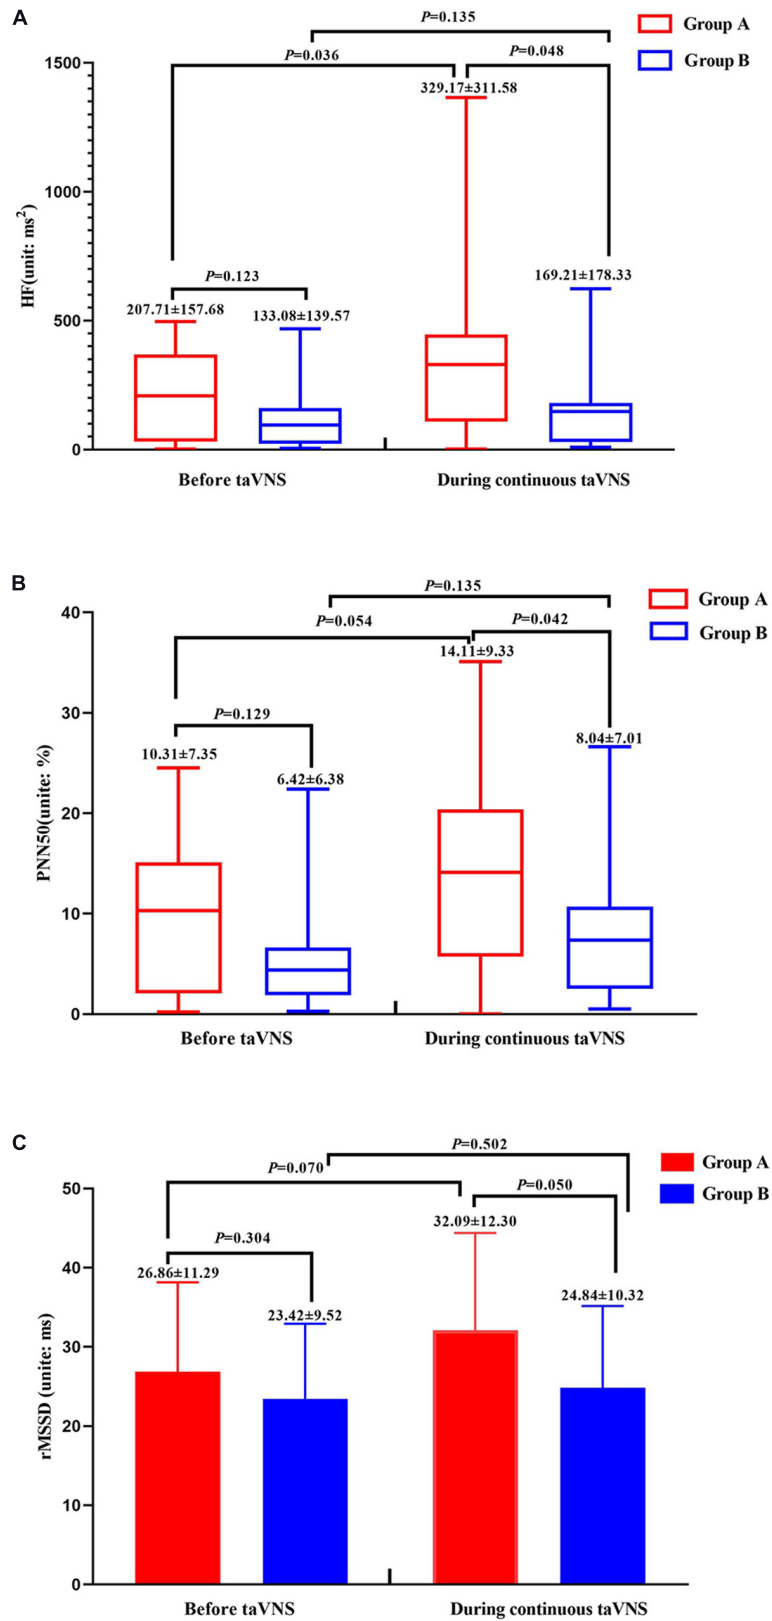 A
P=0.135
Group A
P=0.036
P=0.048
Group B
1500
329.17±311.58
1000
HF(unit: ms2)
P=0.123
169.21±178.33
207.71±157.68
133.08±139.57
500
0
Before taVNS
During continuous taVNS
B
P=0.135
Group A
40
P=0.054
P=0.042
Group B
14.11±9.33
30
P=0.129
8.04±7.01
10.31±7.35
6.42±6.38
PNN50(unite: %)
20
10
0
Before taVNS
During continuous taVNS
C
P=0.502
Group A
P=0.070
50
P=0.050
Group B
32.09±12.30
P=0.304
40
26.86±11.29
24.84±10.32
23.42±9.52
rMSSD (unite: ms)
30
20
10
0
Before taVNS
During continuous taVNS